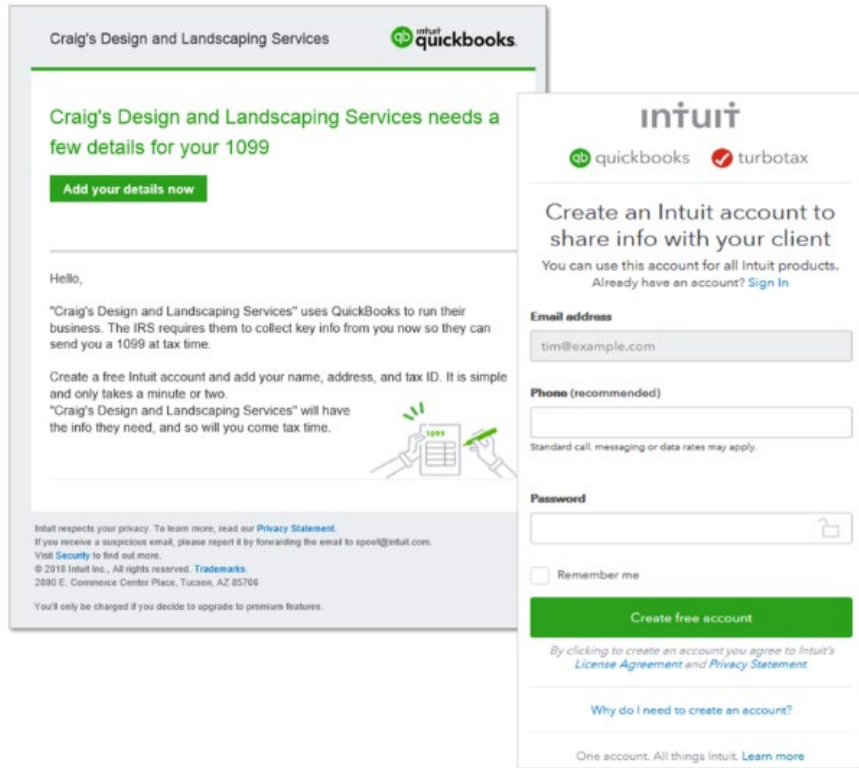 Craig's Design and Landscaping Services
qb intuit quickbooks.
Craig's Design and Landscaping Services needs a
few details for your 1099
Add your details now
Hello,
"Craig's Design and Landscaping Services" uses QuickBooks to run their
business. The IRS requires them to collect key info from you now so they can
send you a 1099 at tax time.
Create a free Intuit account and add your name, address, and tax ID. It is simple
and only takes a minute or two.
"Craig's Design and Landscaping Services" will have
the info they need, and so will you come tax time.
1099
Intuit respects your privacy. To learn more, read our Privacy Statement.
If you receive a suspicious email, please report it by forwarding the email to spoof@intuit.com.
Visit Security to find out more.
© 2018 Intuit Inc., All rights reserved. Trademarks.
2800 E. Commerce Center Place, Tucson, AZ 85706
You'll only be charged if you decide to upgrade to premium features.
intuit
qb quickbooks turbotax
Create an Intuit account to
share info with your client
You can use this account for all Intuit products.
Already have an account? Sign In
Email address
tim@example.com
Phone (recommended)
Standard call, messaging or data rates may apply.
Password
Remember me
Create free account
By clicking to create an account you agree to Intuit's
License Agreement and Privacy Statement.
Why do I need to create an account?
One account. All things Intuit. Learn more